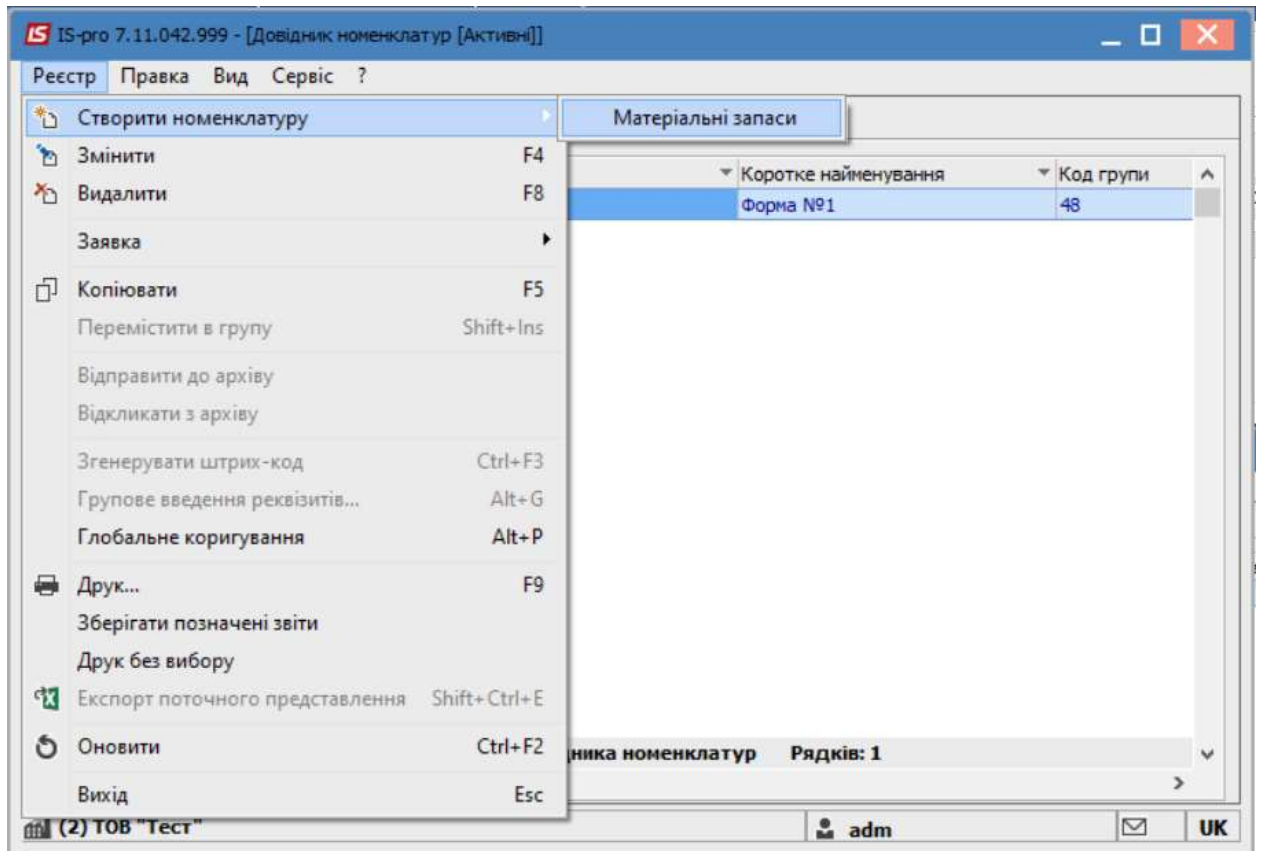 IS IS-pro 7.11.042.999 - [Довідник номенклатур [Активні]]
Реєстр Правка Вид Сервіс ?
Створити номенклатуру
Матеріальні запаси
Змінити F4
Коротке найменування Код групи
Видалити F8
Форма №1 48
Заявка
Копіювати F5
Перемістити в групу Shift+Ins
Відправити до архіву
Відкликати з архіву
Згенерувати штрих-код Ctrl+F3
Групове введення реквізитів... Alt+G
Глобальне коригування Alt+P
Друк... F9
Зберігати позначені звіти
Друк без вибору
Експорт поточного представлення Shift+Ctrl+E
Оновити Ctrl+F2
номенклатур Рядків: 1
Вихід Esc
(2) ТОВ "Тест" adm UK